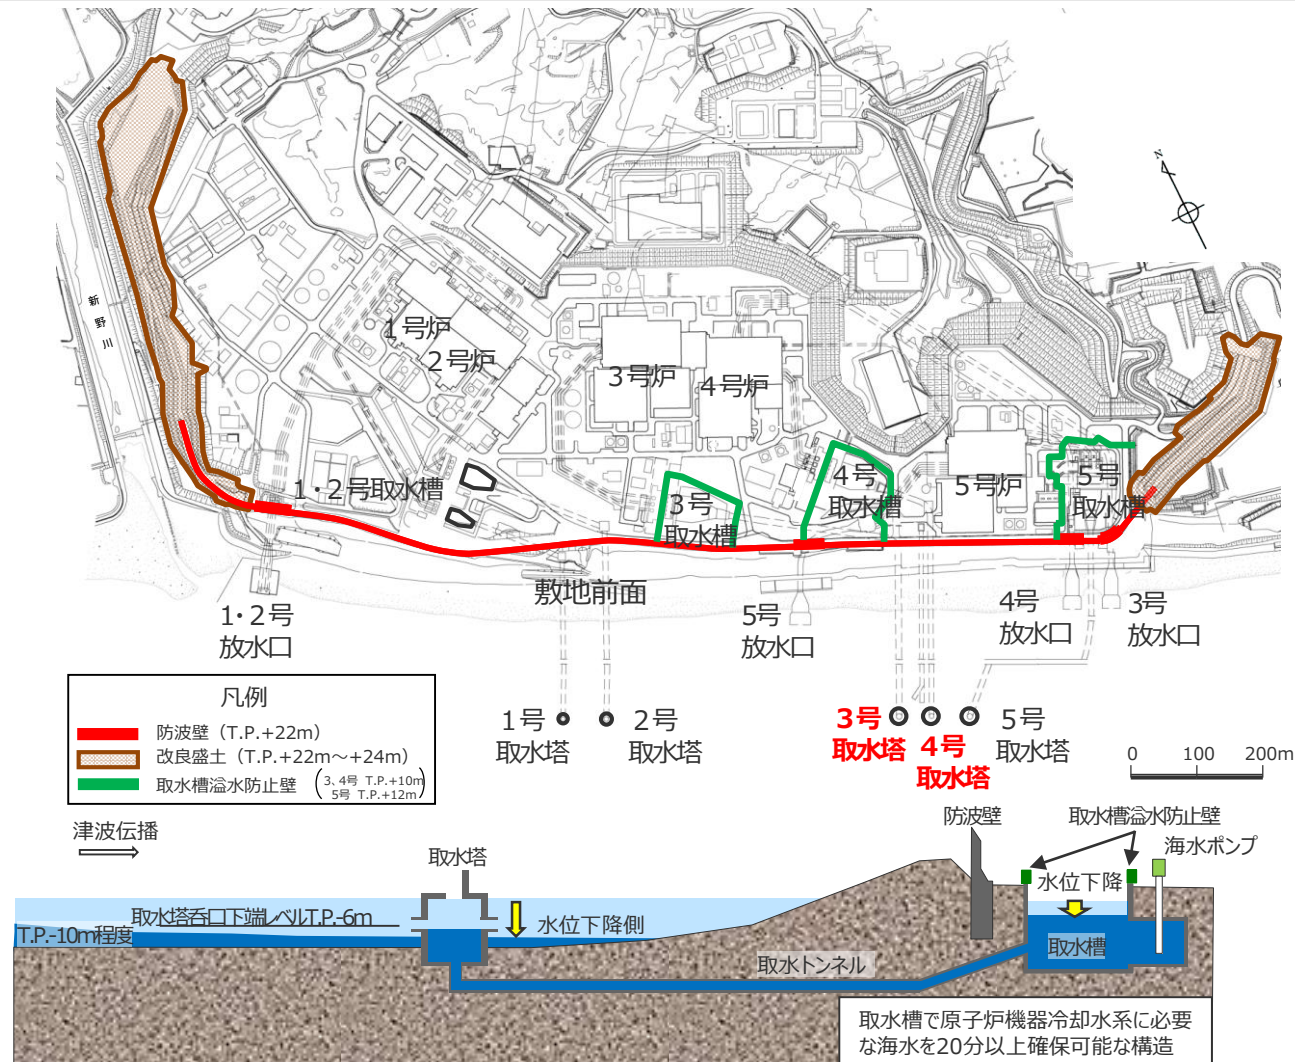 N
新野川
1号炉
2号炉
3号炉
4号炉
5号炉
1・2号取水槽
3号
取水槽
4号
取水槽
5号
取水槽
敷地前面
1・2号
放水口
5号
放水口
4号
放水口
3号
放水口
1号
取水塔
2号
取水塔
3号
取水塔
4号
取水塔
5号
取水塔
0 100 200m
凡例
防波壁（T.P.+22m）
改良盛土（T.P.+22m～+24m）
取水槽溢水防止壁（3、4号 T.P.+10m
5号 T.P.+12m）
津波伝播
取水塔
防波壁
取水槽溢水防止壁
海水ポンプ
取水塔呑口下端レベルT.P.-6m
T.P.-10m程度
水位下降側
水位下降
取水槽
取水トンネル
取水槽で原子炉機器冷却水系に必要
な海水を20分以上確保可能な構造